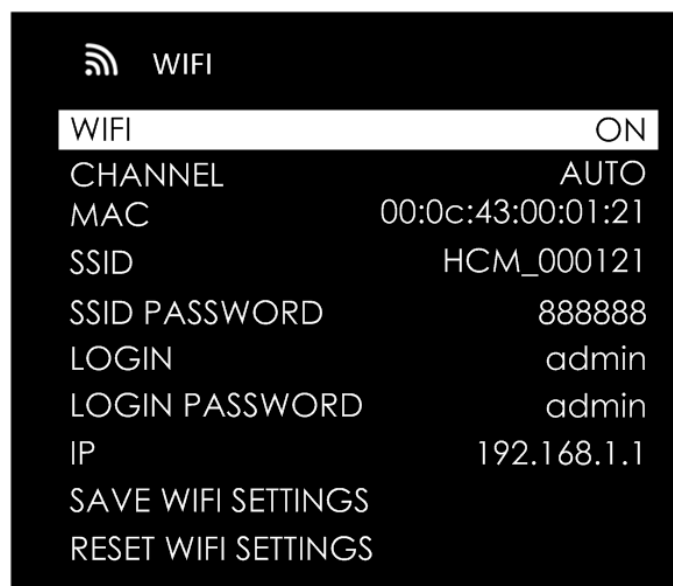 WIFI
WIFI ON
CHANNEL AUTO
MAC 00:0c:43:00:01:21
SSID HCM_000121
SSID PASSWORD 888888
LOGIN admin
LOGIN PASSWORD admin
IP 192.168.1.1
SAVE WIFI SETTINGS
RESET WIFI SETTINGS